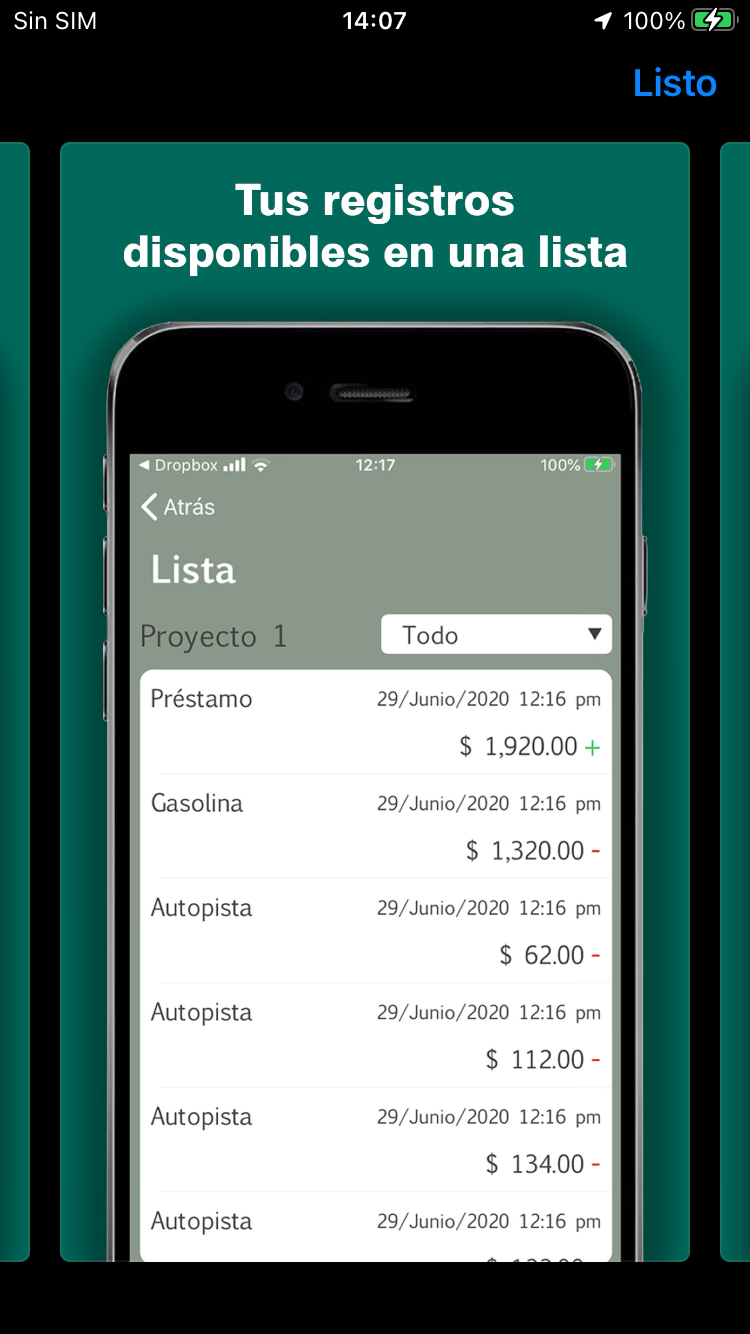 Sin SIM 14:07 100%
Listo
Tus registros
disponibles en una lista
Dropbox 12:17 100%
Atrás
Lista
Proyecto 1 Todo
Préstamo 29/Junio/2020 12:16 pm
$ 1,920.00 +
Gasolina 29/Junio/2020 12:16 pm
$ 1,320.00 -
Autopista 29/Junio/2020 12:16 pm
$ 62.00 -
Autopista 29/Junio/2020 12:16 pm
$ 112.00 -
Autopista 29/Junio/2020 12:16 pm
$ 134.00 -
Autopista 29/Junio/2020 12:16 pm